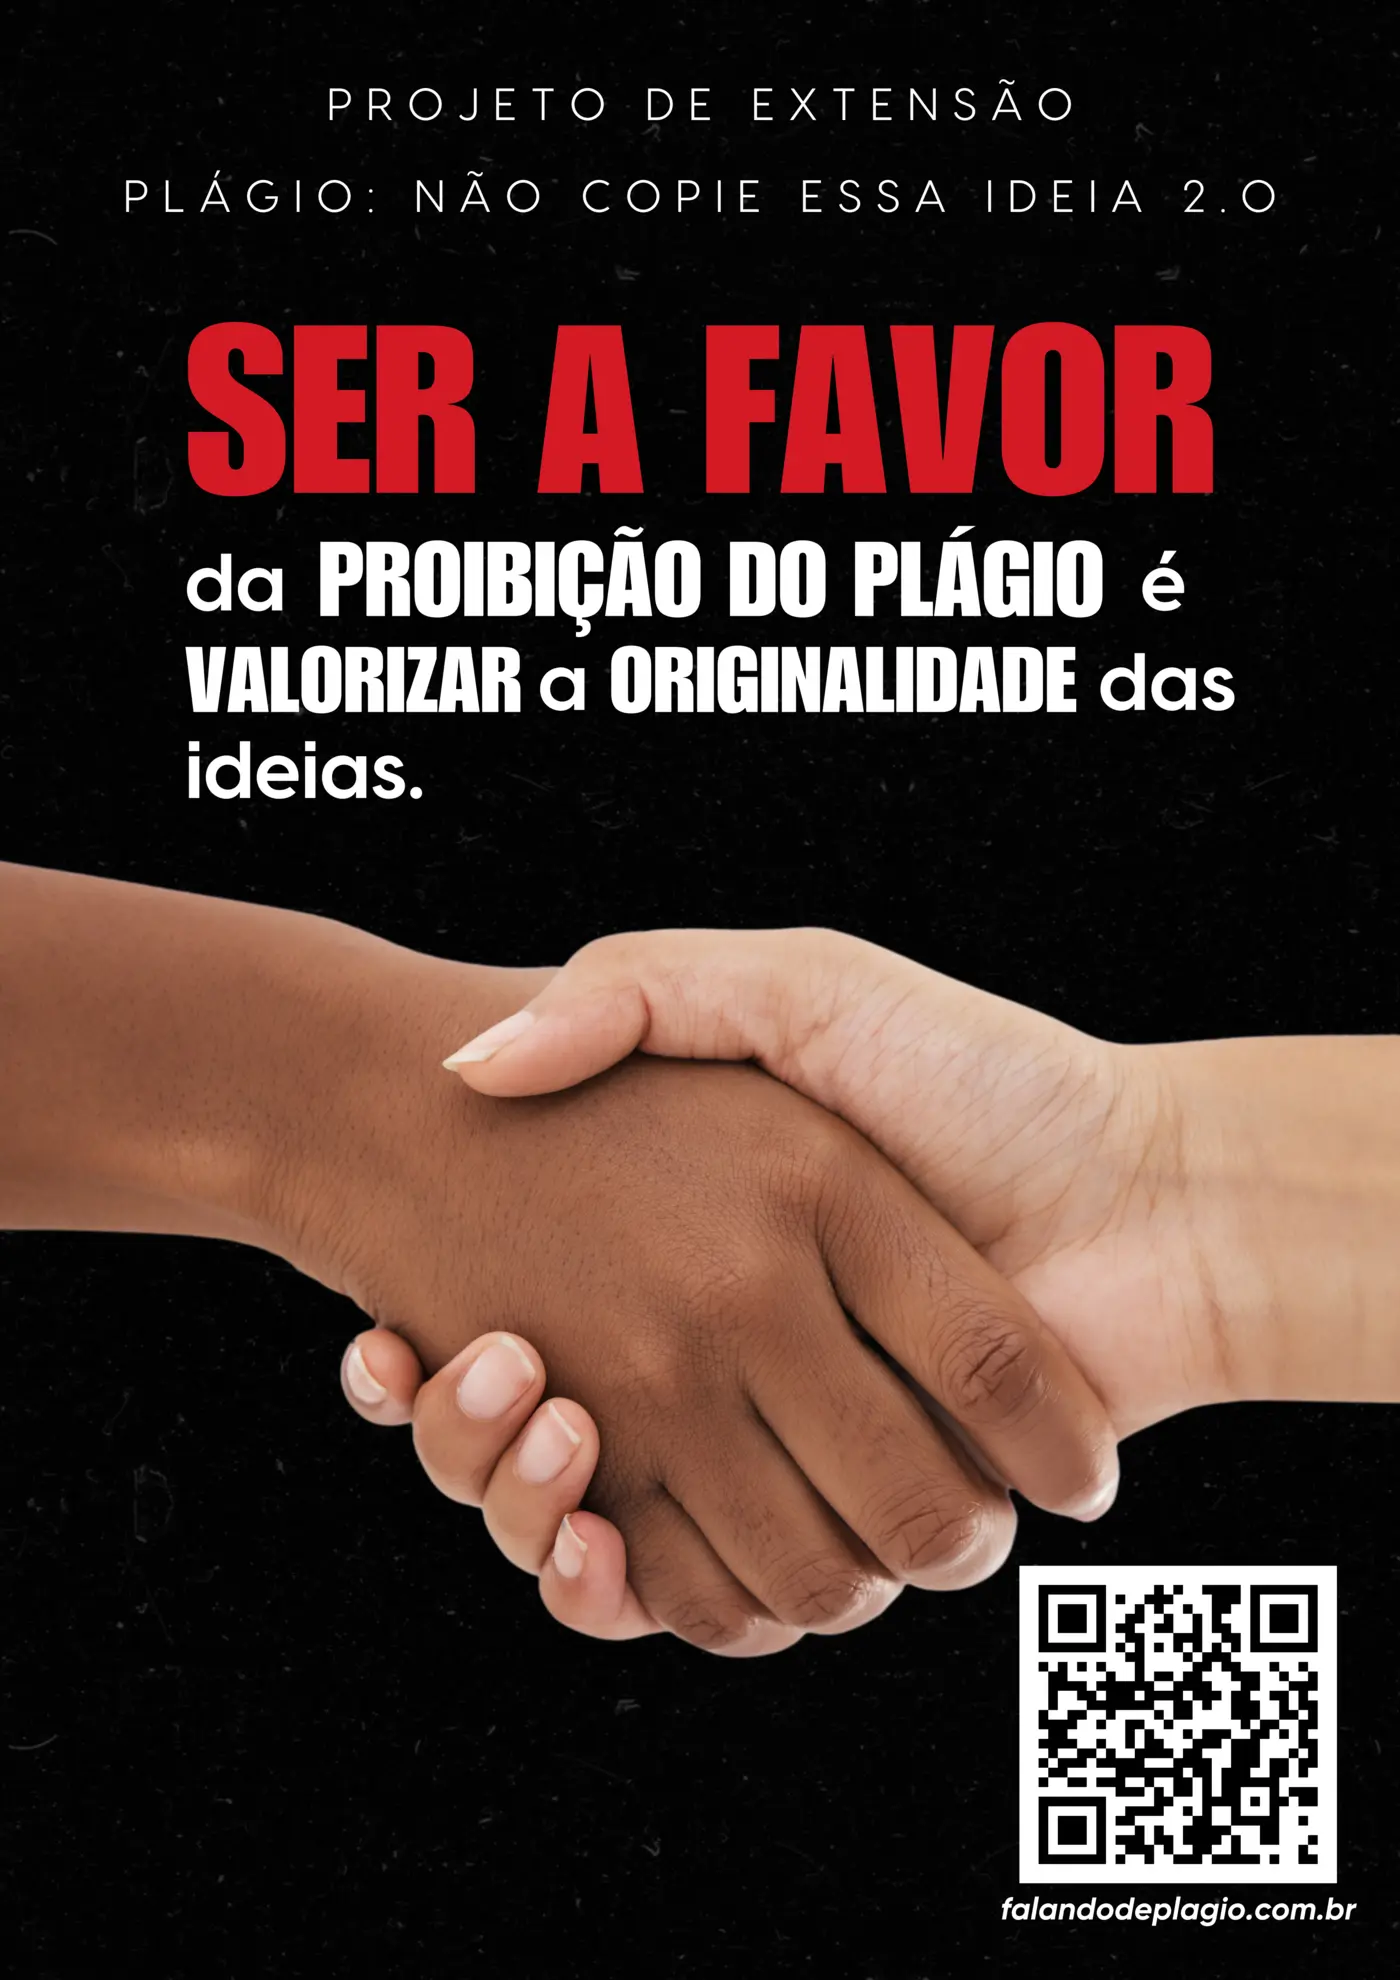 PROJETO DE EXTENSÃO
PLÁGIO: NÃO COPIE ESSA IDEIA 2.0
SER A FAVOR
da PROIBIÇÃO DO PLÁGIO é
VALORIZAR a ORIGINALIDADE das
ideias.
falandodeplagio.com.br